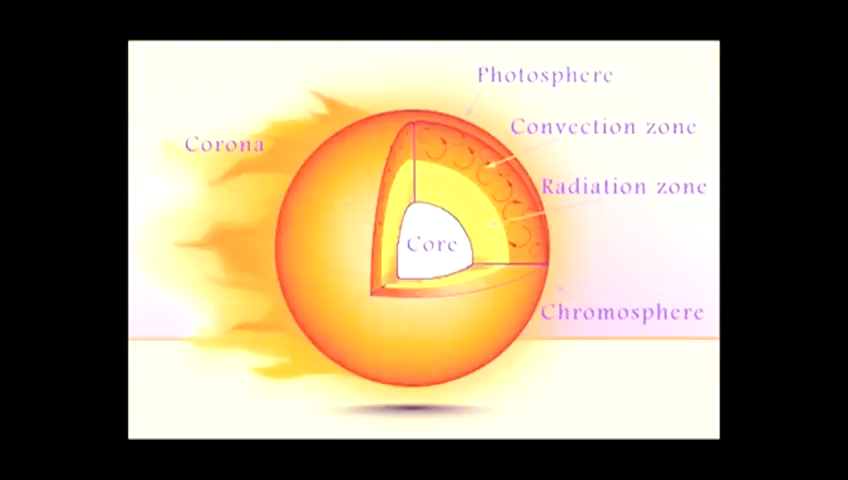 Photosphere
Convection zone
Corona
Radiation zone
Core
Chromosphere